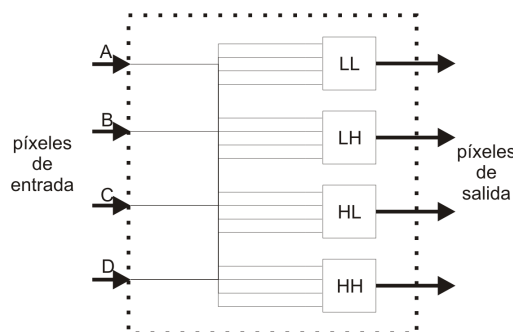 A
B
C
D
píxeles
de
entrada
LL
LH
HL
HH
píxeles
de
salida